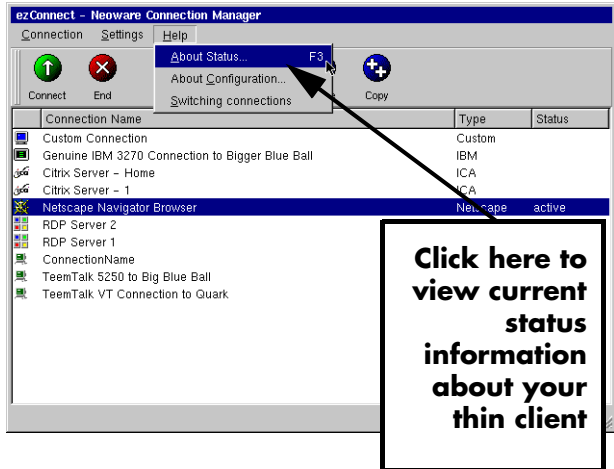 ezConnect – Neoware Connection Manager
Connection Settings Help
About Status... F3
About Configuration...
Switching connections
Connect End Copy
Connection Name Type Status
Custom Connection Custom
Genuine IBM 3270 Connection to Bigger Blue Ball IBM
Citrix Server – Home ICA
Citrix Server – 1 ICA
Netscape Navigator Browser Netscape active
RDP Server 2
RDP Server 1
ConnectionName
TeemTalk 5250 to Big Blue Ball
TeemTalk VT Connection to Quark
Click here to
view current
status
information
about your
thin client